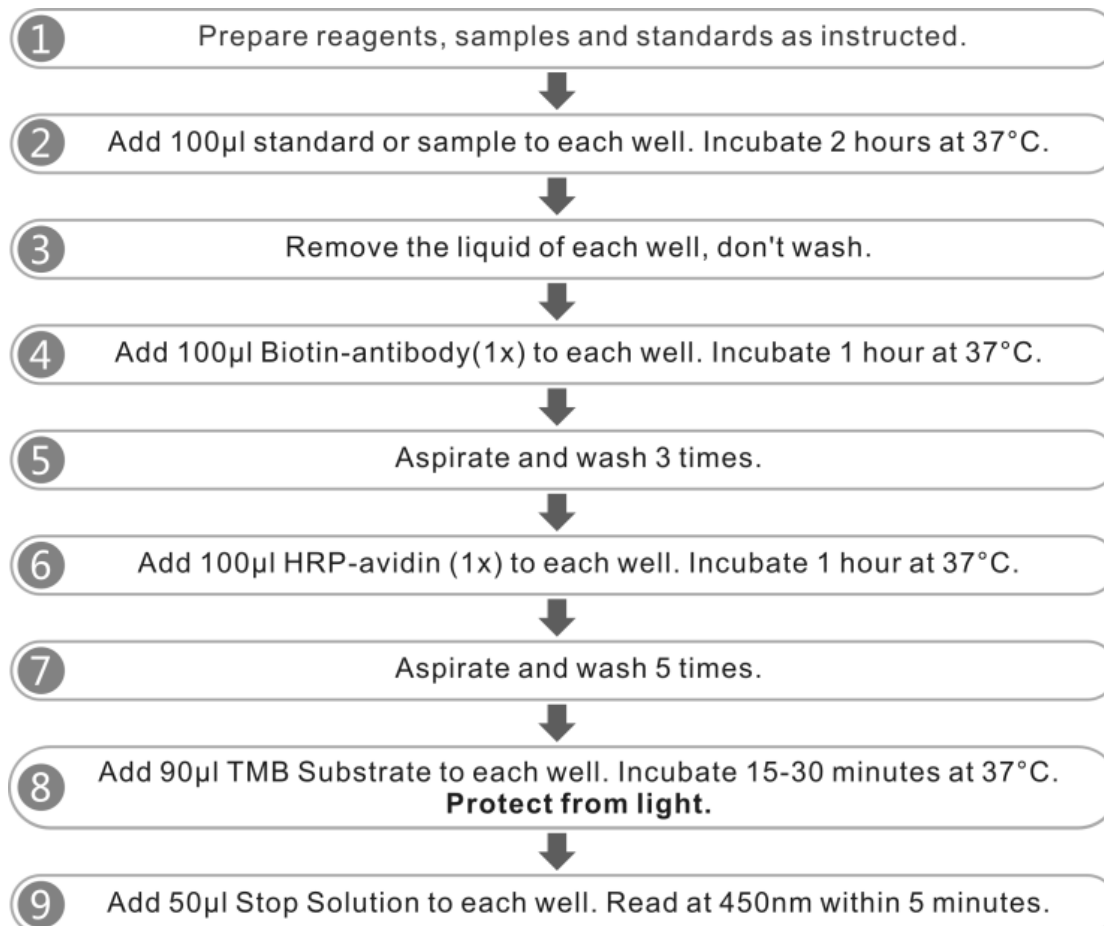 1 Prepare reagents, samples and standards as instructed.
2 Add 100µl standard or sample to each well. Incubate 2 hours at 37°C.
3 Remove the liquid of each well, don't wash.
4 Add 100µl Biotin-antibody(1x) to each well. Incubate 1 hour at 37°C.
5 Aspirate and wash 3 times.
6 Add 100µl HRP-avidin (1x) to each well. Incubate 1 hour at 37°C.
7 Aspirate and wash 5 times.
8 Add 90µl TMB Substrate to each well. Incubate 15-30 minutes at 37°C.
Protect from light.
9 Add 50µl Stop Solution to each well. Read at 450nm within 5 minutes.